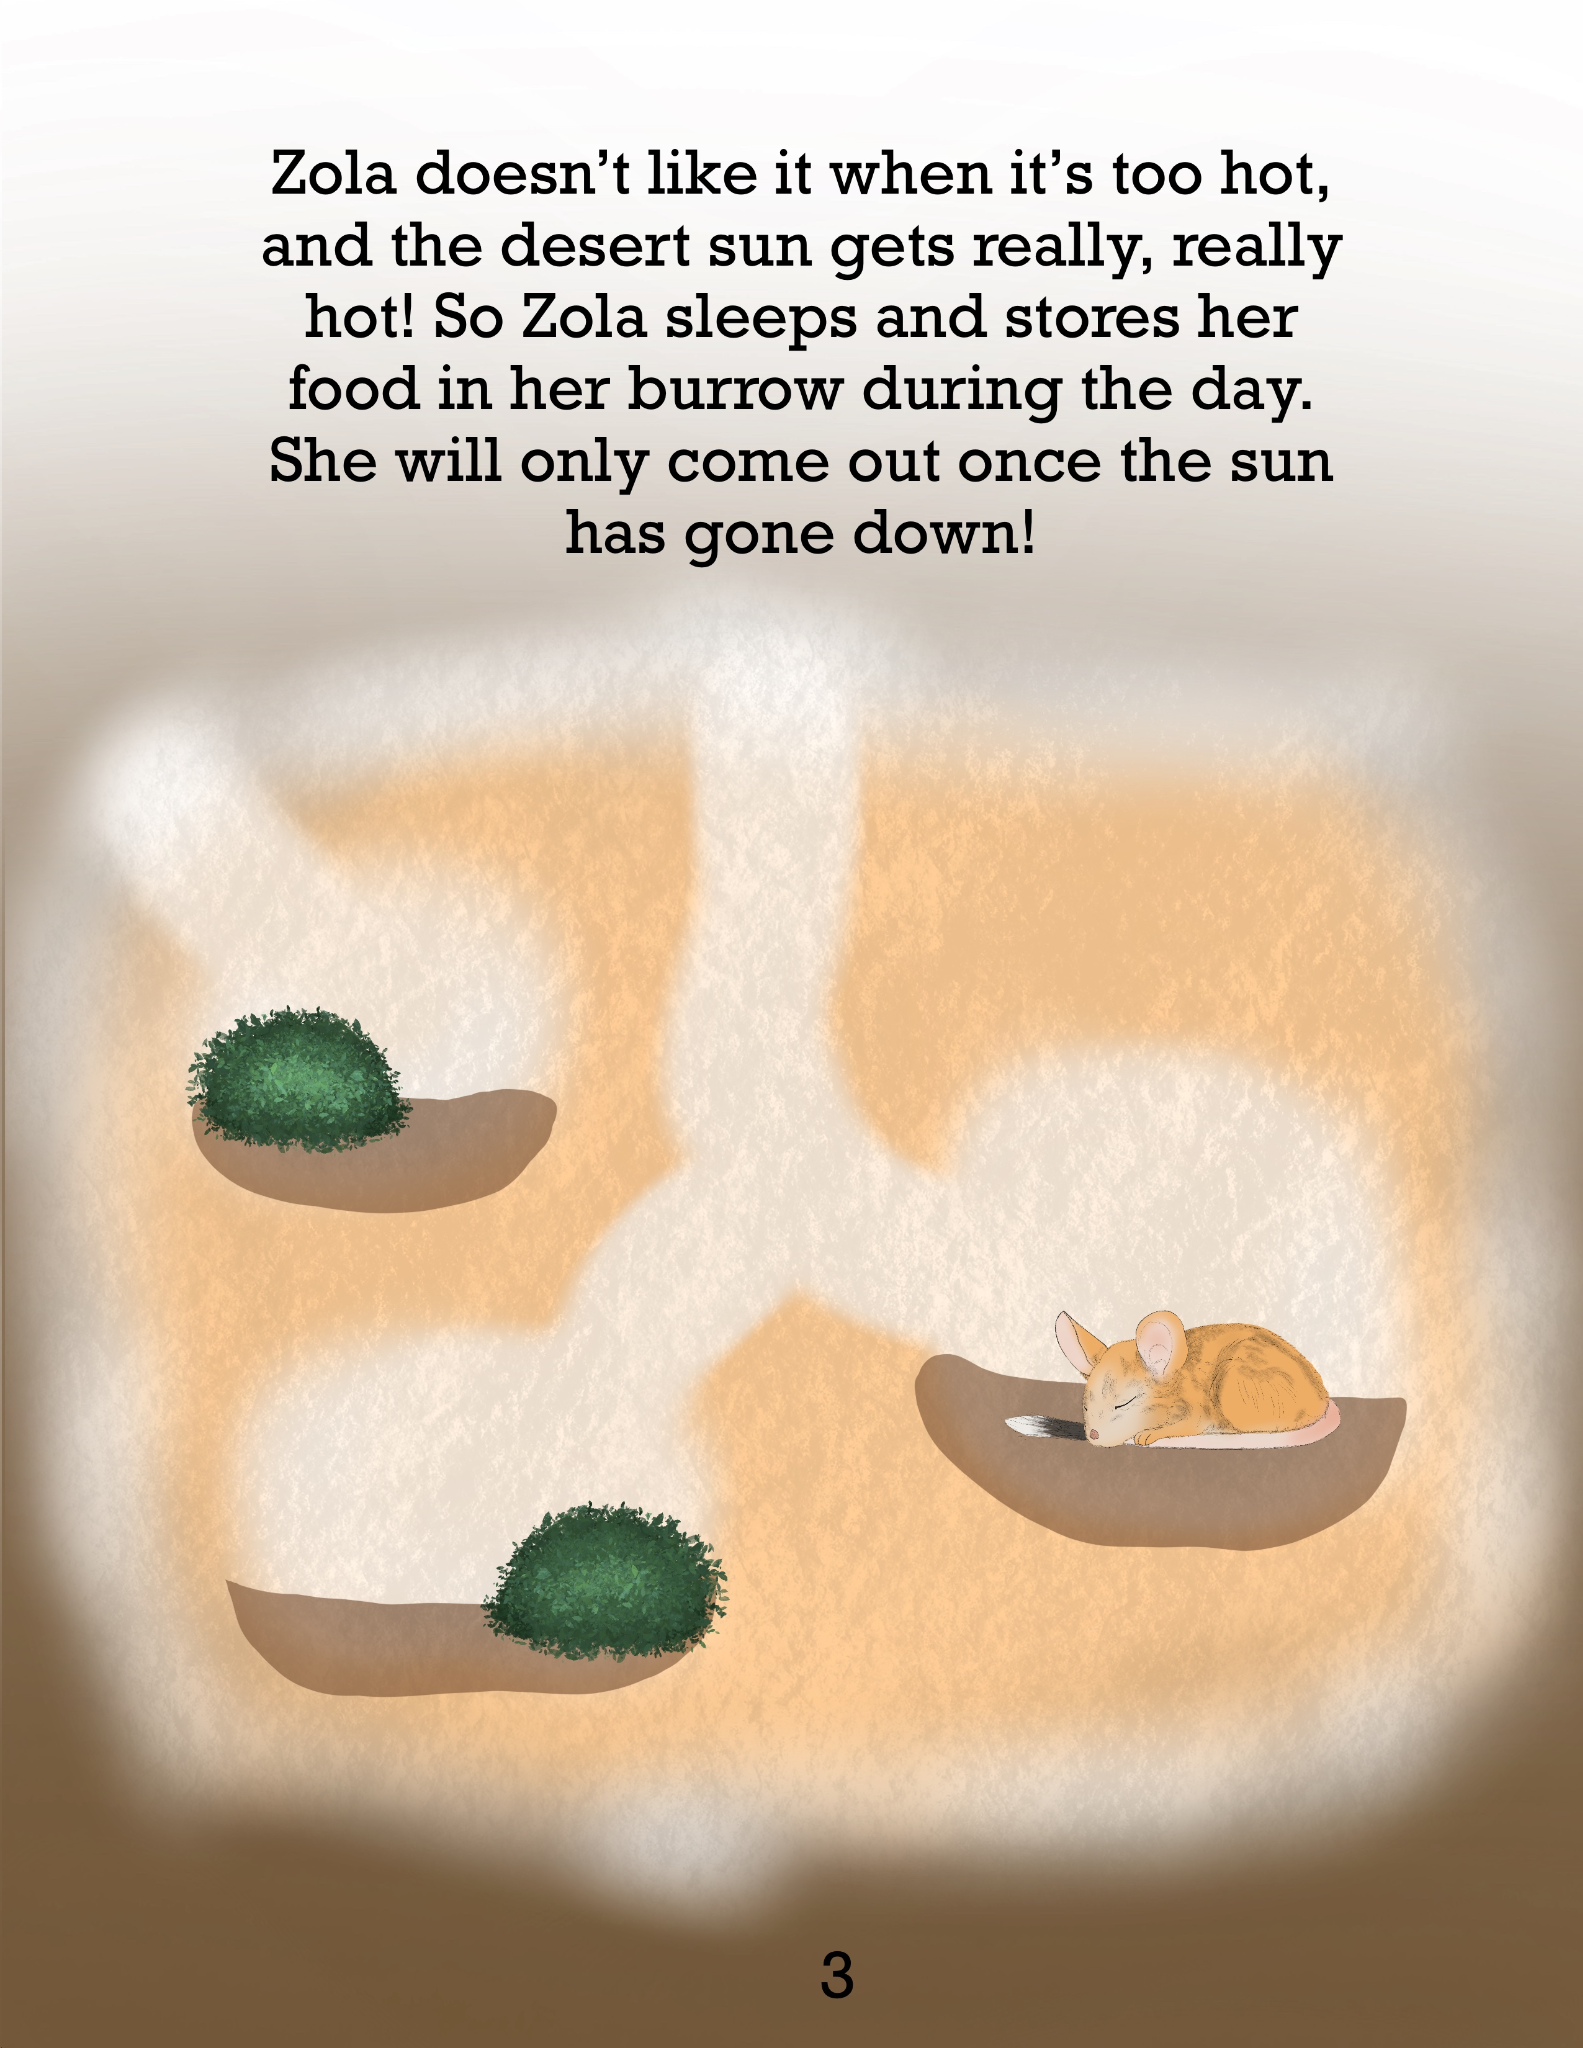 Zola doesn’t like it when it’s too hot,
and the desert sun gets really, really
hot! So Zola sleeps and stores her
food in her burrow during the day.
She will only come out once the sun
has gone down!
3